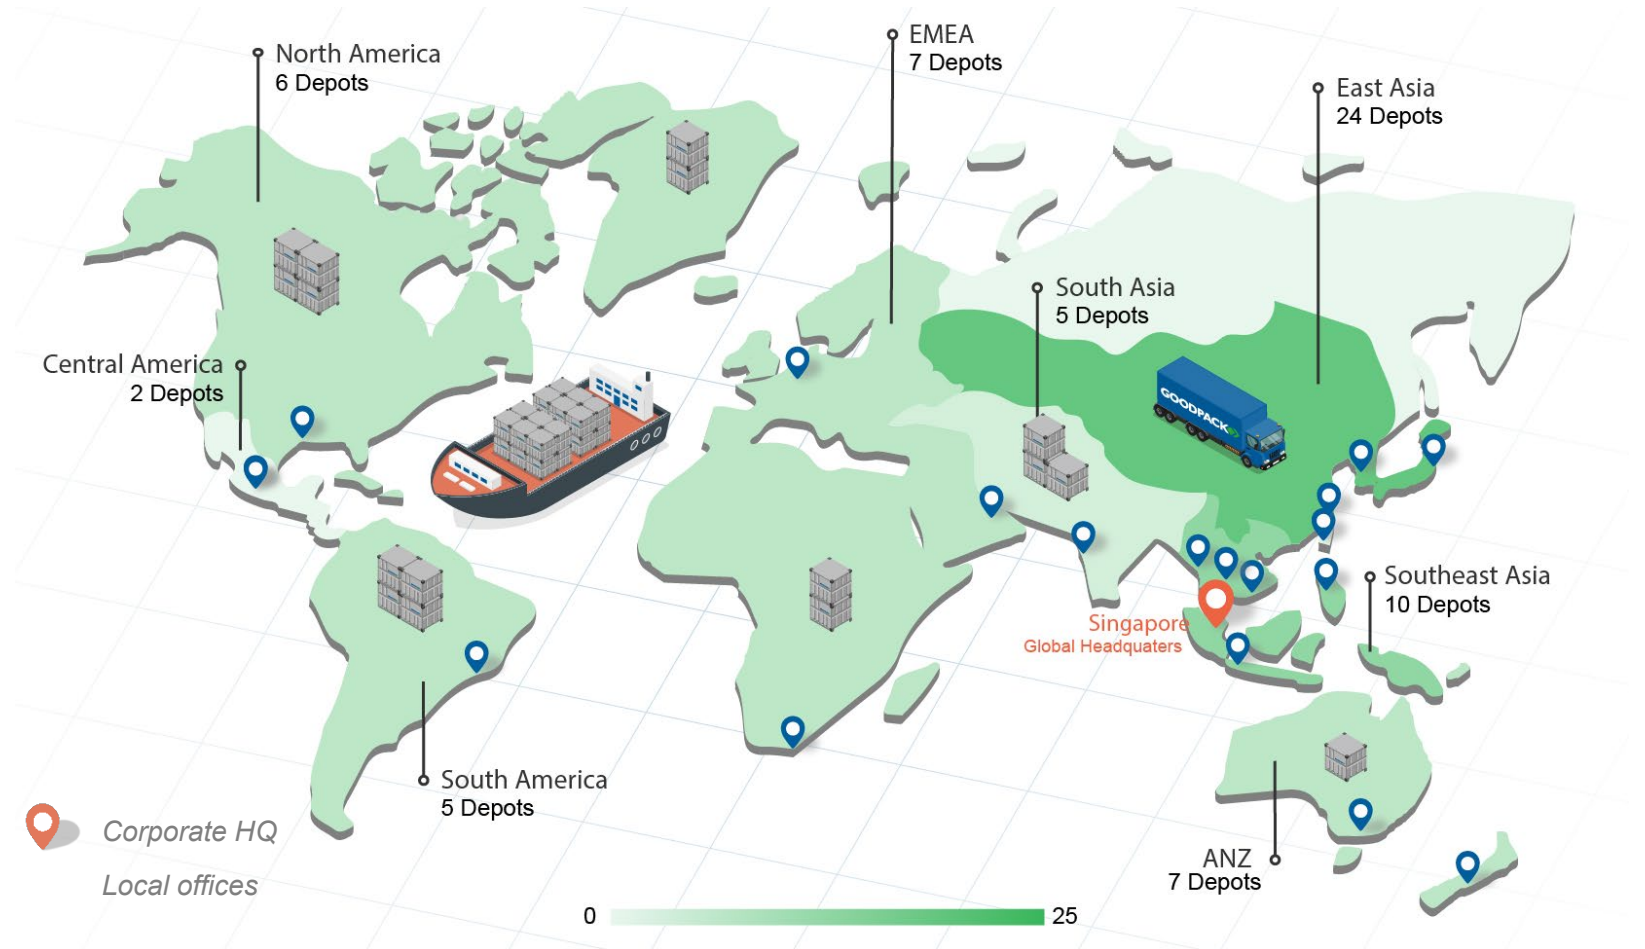 North America
6 Depots
EMEA
7 Depots
East Asia
24 Depots
South Asia
5 Depots
Central America
2 Depots
GOODPACK
Southeast Asia
10 Depots
Singapore
Global Headquaters
South America
5 Depots
Corporate HQ
Local offices
ANZ
7 Depots
0
25